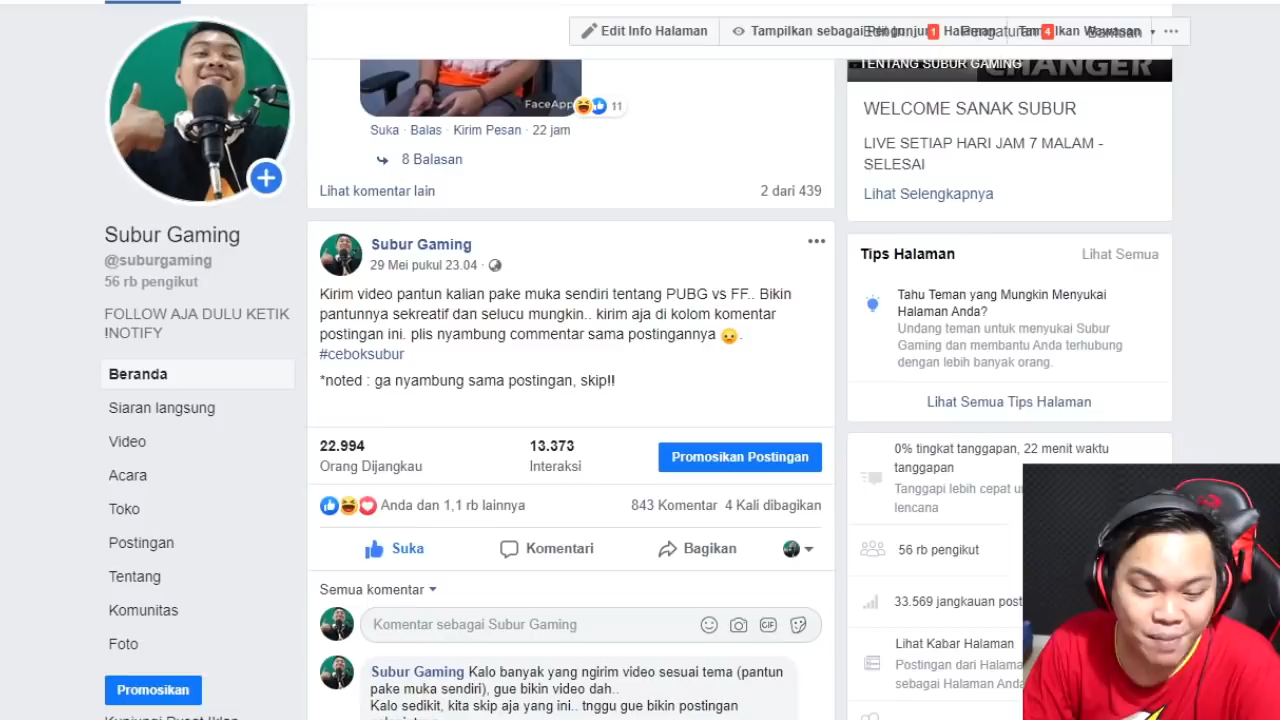 Edit Info Halaman
Tampilkan sebagai Pengunjung Halaman
1
4
FaceApp
11
Suka · Balas · Kirim Pesan · 22 jam
8 Balasan
Lihat komentar lain
2 dari 439
TENTANG SUBUR GAMING
CHANGER
WELCOME SANAK SUBUR
LIVE SETIAP HARI JAM 7 MALAM -
SELESAI
Lihat Selengkapnya
Subur Gaming
@suburgaming
56 rb pengikut
FOLLOW AJA DULU KETIK
!NOTIFY
Beranda
Siaran langsung
Video
Acara
Toko
Postingan
Tentang
Komunitas
Foto
Promosikan
Subur Gaming
29 Mei pukul 23.04 ·
Kirim video pantun kalian pake muka sendiri tentang PUBG vs FF.. Bikin
pantunnya sekreatif dan selucu mungkin.. kirim aja di kolom komentar
postingan ini. plis nyambung commentar sama postingannya 😞.
#ceboksubur
*noted : ga nyambung sama postingan, skip!!
22.994
Orang Dijangkau
13.373
Interaksi
Promosikan Postingan
Anda dan 1,1 rb lainnya
843 Komentar 4 Kali dibagikan
Suka
Komentari
Bagikan
Semua komentar
Komentar sebagai Subur Gaming
GIF
Subur Gaming Kalo banyak yang ngirim video sesuai tema (pantun
pake muka sendiri), gue bikin video dah..
Kalo sedikit, kita skip aja yang ini.. tnggu gue bikin postingan
Tips Halaman
Lihat Semua
Tahu Teman yang Mungkin Menyukai
Halaman Anda?
Undang teman untuk menyukai Subur
Gaming dan membantu Anda terhubung
dengan lebih banyak orang.
Lihat Semua Tips Halaman
0% tingkat tanggapan, 22 menit waktu
tanggapan
Tanggapi lebih cepat
lencana
56 rb pengikut
33.569 jangkauan post
Lihat Kabar Halaman
Postingan dari Halama
sebagai Halaman Anda